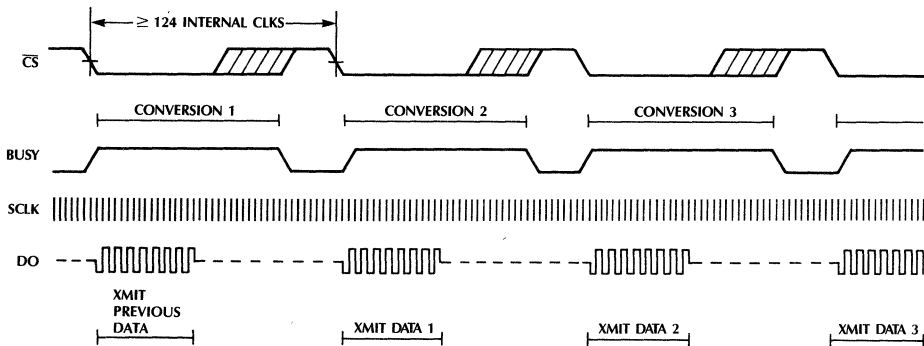 ≥ 124 INTERNAL CLKS
CS
CONVERSION 1
CONVERSION 2
CONVERSION 3
BUSY
SCLK
DO
XMIT
PREVIOUS
DATA
XMIT DATA 1
XMIT DATA 2
XMIT DATA 3